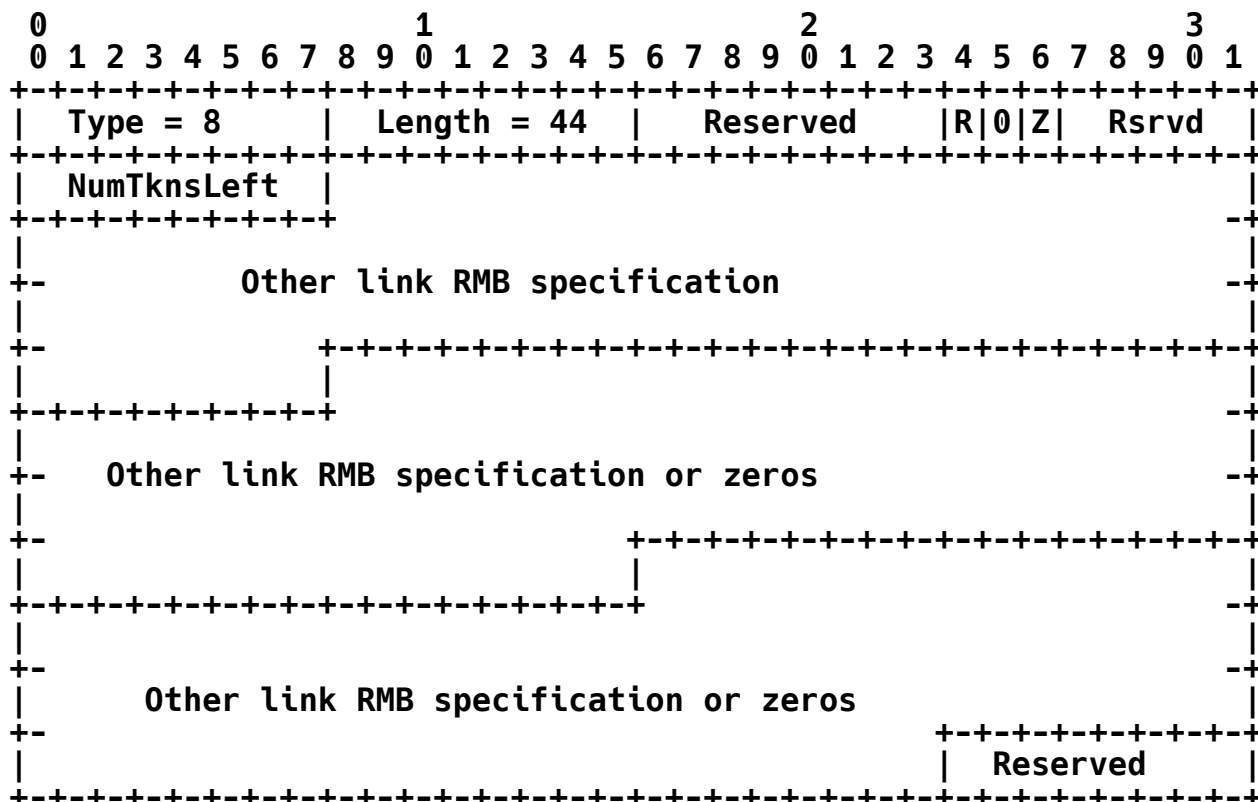 0                   1                   2                   3
0 1 2 3 4 5 6 7 8 9 0 1 2 3 4 5 6 7 8 9 0 1 2 3 4 5 6 7 8 9 0 1
+-+-+-+-+-+-+-+-+-+-+-+-+-+-+-+-+-+-+-+-+-+-+-+-+-+-+-+-+-+-+-+-+
|  Type = 8     |  Length = 44  |   Reserved    |R|0|Z|  Rsrvd  |
+-+-+-+-+-+-+-+-+-+-+-+-+-+-+-+-+-+-+-+-+-+-+-+-+-+-+-+-+-+-+-+-+
|  NumTknsLeft  |                                               |
+-+-+-+-+-+-+-+-+                                              -+
|                                                               |
+-          Other link RMB specification                       -+
|                                                               |
+-              +-+-+-+-+-+-+-+-+-+-+-+-+-+-+-+-+-+-+-+-+-+-+-+-+
|               |                                               |
+-+-+-+-+-+-+-+-+                                              -+
|                                                               |
+-   Other link RMB specification or zeros                     -+
|                                                               |
+-                              +-+-+-+-+-+-+-+-+-+-+-+-+-+-+-+-+
|                               |                               |
+-+-+-+-+-+-+-+-+-+-+-+-+-+-+-+-+                              -+
|                                                               |
+-                                                             -+
|      Other link RMB specification or zeros                    |
+-                                              +-+-+-+-+-+-+-+-+
|                                               |  Reserved     |
+-+-+-+-+-+-+-+-+-+-+-+-+-+-+-+-+-+-+-+-+-+-+-+-+-+-+-+-+-+-+-+-+